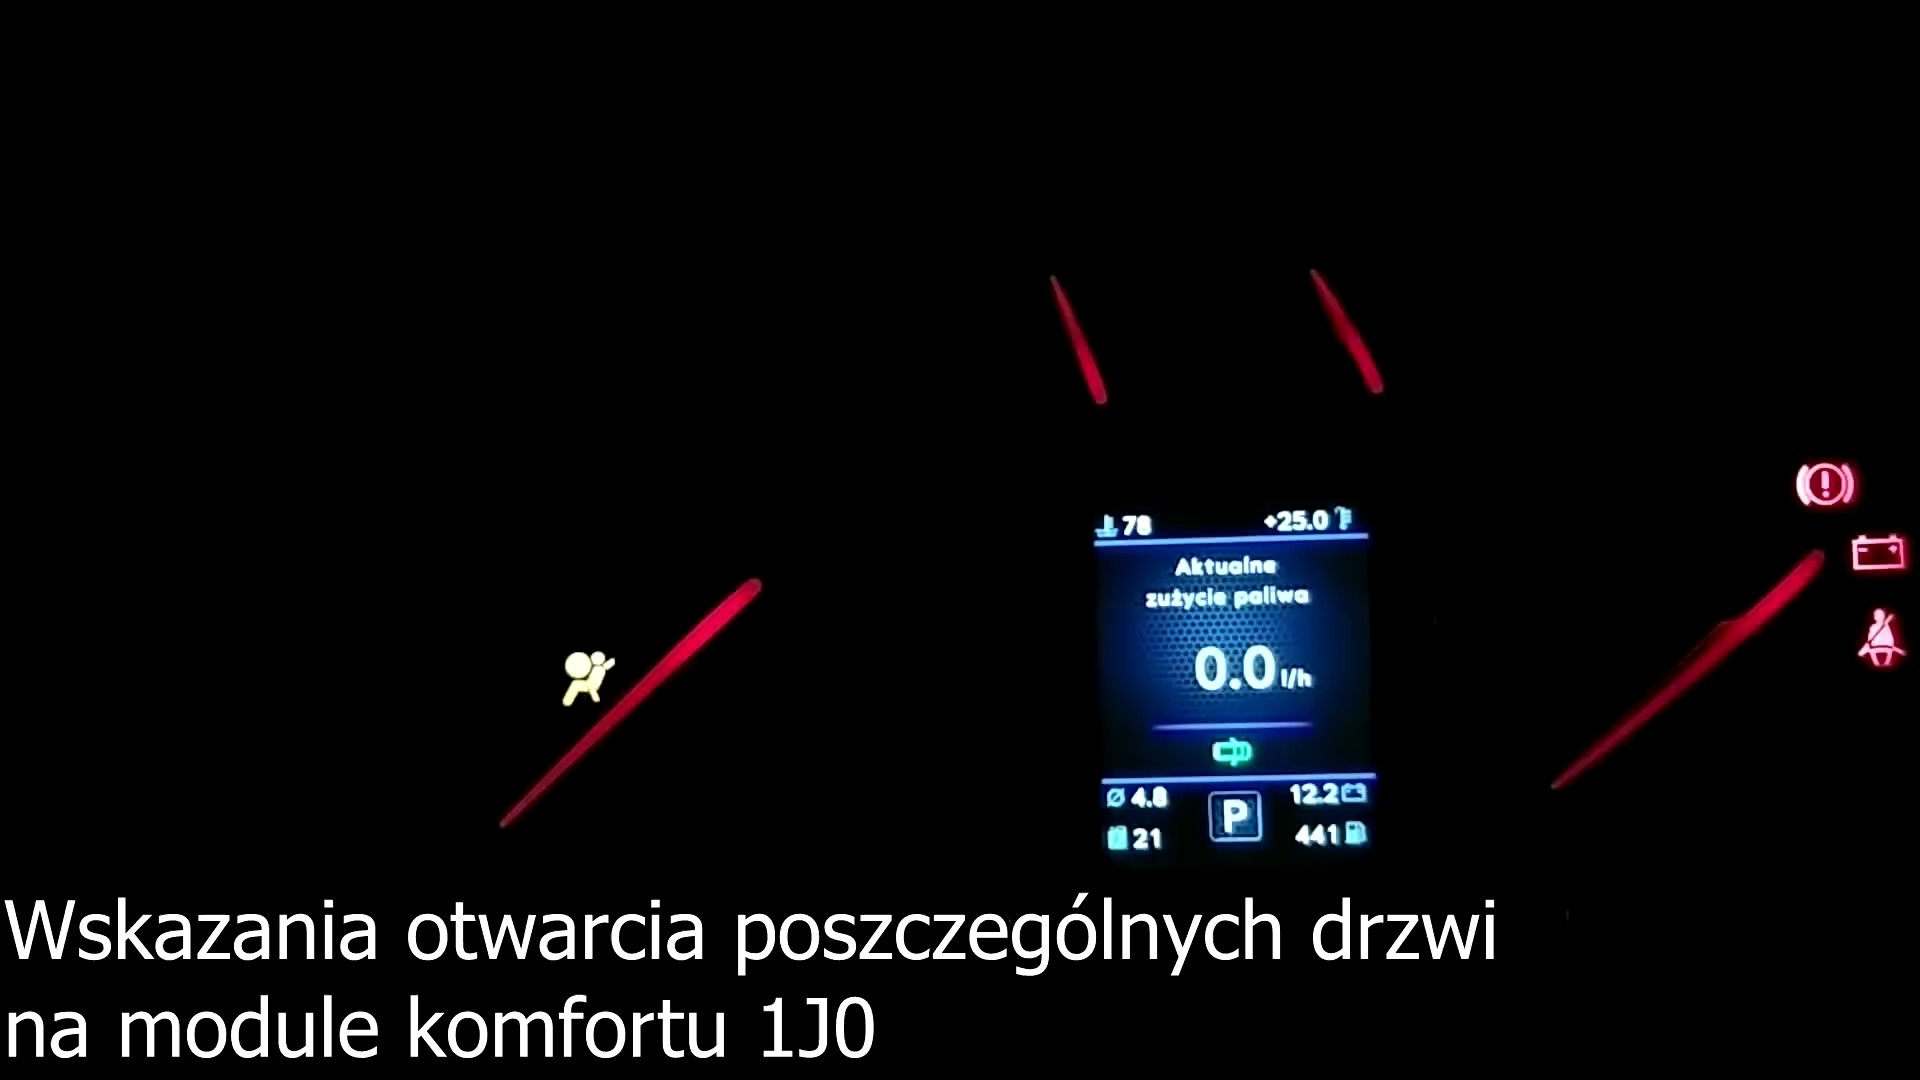 78 +25.0
Aktualne
zużycie paliwa
0.0 l/h
Ø 4.8 P 12.2
21 441
Wskazania otwarcia poszczególnych drzwi
na module komfortu 1J0